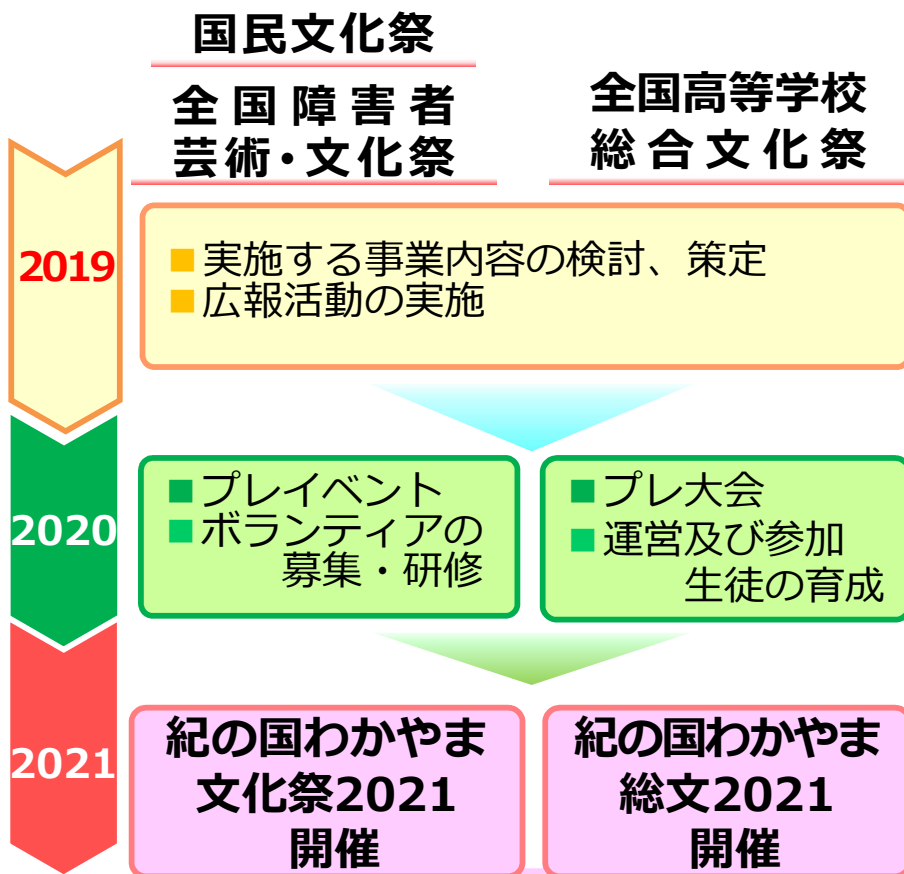 国民文化祭
全国障害者
芸術・文化祭
全国高等学校
総合文化祭
2019
■実施する事業内容の検討、策定
■広報活動の実施
2020
■プレイベント
■ボランティアの
募集・研修
■プレ大会
■運営及び参加
生徒の育成
2021
紀の国わかやま
文化祭2021
開催
紀の国わかやま
総文2021
開催